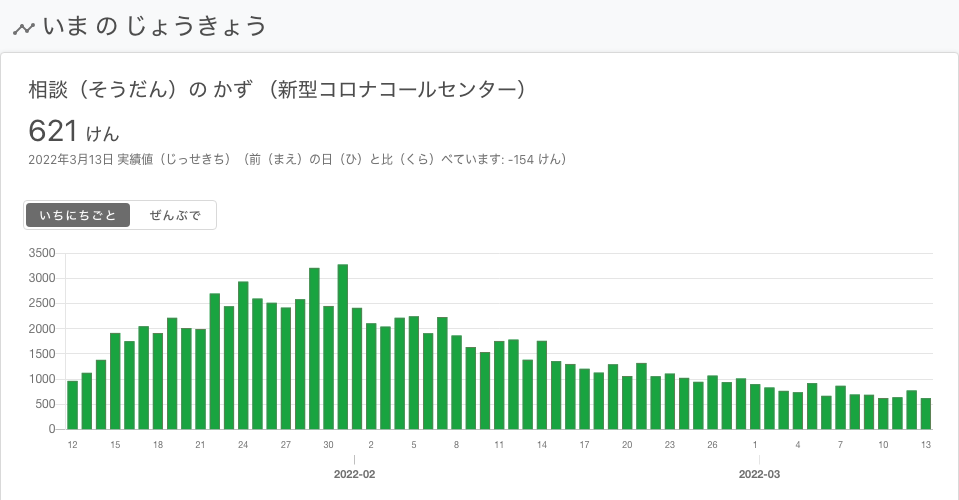 いまの じょうきょう
相談（そうだん）の かず （新型コロナコールセンター）
621 けん
2022年3月13日 実績値（じっせきち）（前（まえ）の日（ひ）と比（くら）べています: -154 けん）
いちにちごと ぜんぶで
3500
3000
2500
2000
1500
1000
500
0
12 15 18 21 24 27 30 2 5 8 11 14 17 20 23 26 1 4 7 10 13
2022-02 2022-03